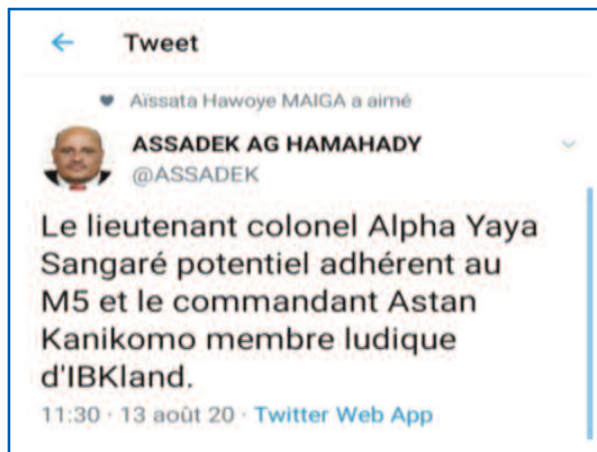 Tweet
Aïssata Hawoye MAIGA a aimé
ASSADEK AG HAMAHADY
@ASSADEK
Le lieutenant colonel Alpha Yaya
Sangaré potentiel adhérent au
M5 et le commandant Astan
Kanikomo membre ludique
d'IBKland.
11:30 · 13 août 20 · Twitter Web App